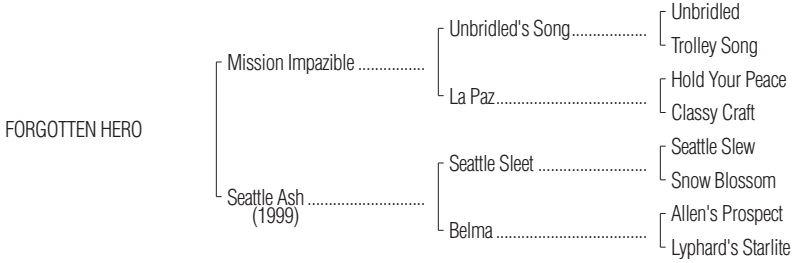 Unbridled
Unbridled's Song..................
Trolley Song
Mission Impazible ................
Hold Your Peace
La Paz....................................
Classy Craft
FORGOTTEN HERO
Seattle Slew
Seattle Sleet ..........................
Snow Blossom
Seattle Ash ............................
(1999)
Allen's Prospect
Belma ....................................
Lyphard's Starlite